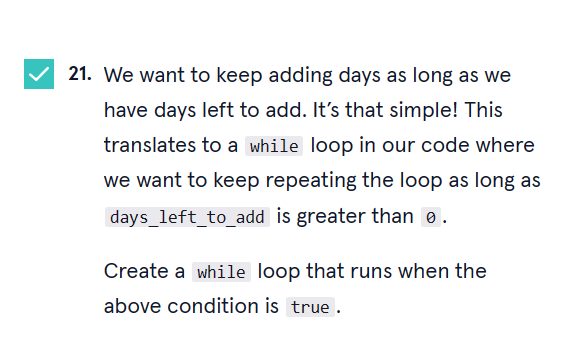 21. We want to keep adding days as long as we
have days left to add. It's that simple! This
translates to a while loop in our code where
we want to keep repeating the loop as long as
days_left_to_add is greater than 0.
Create a while loop that runs when the
above condition is true.